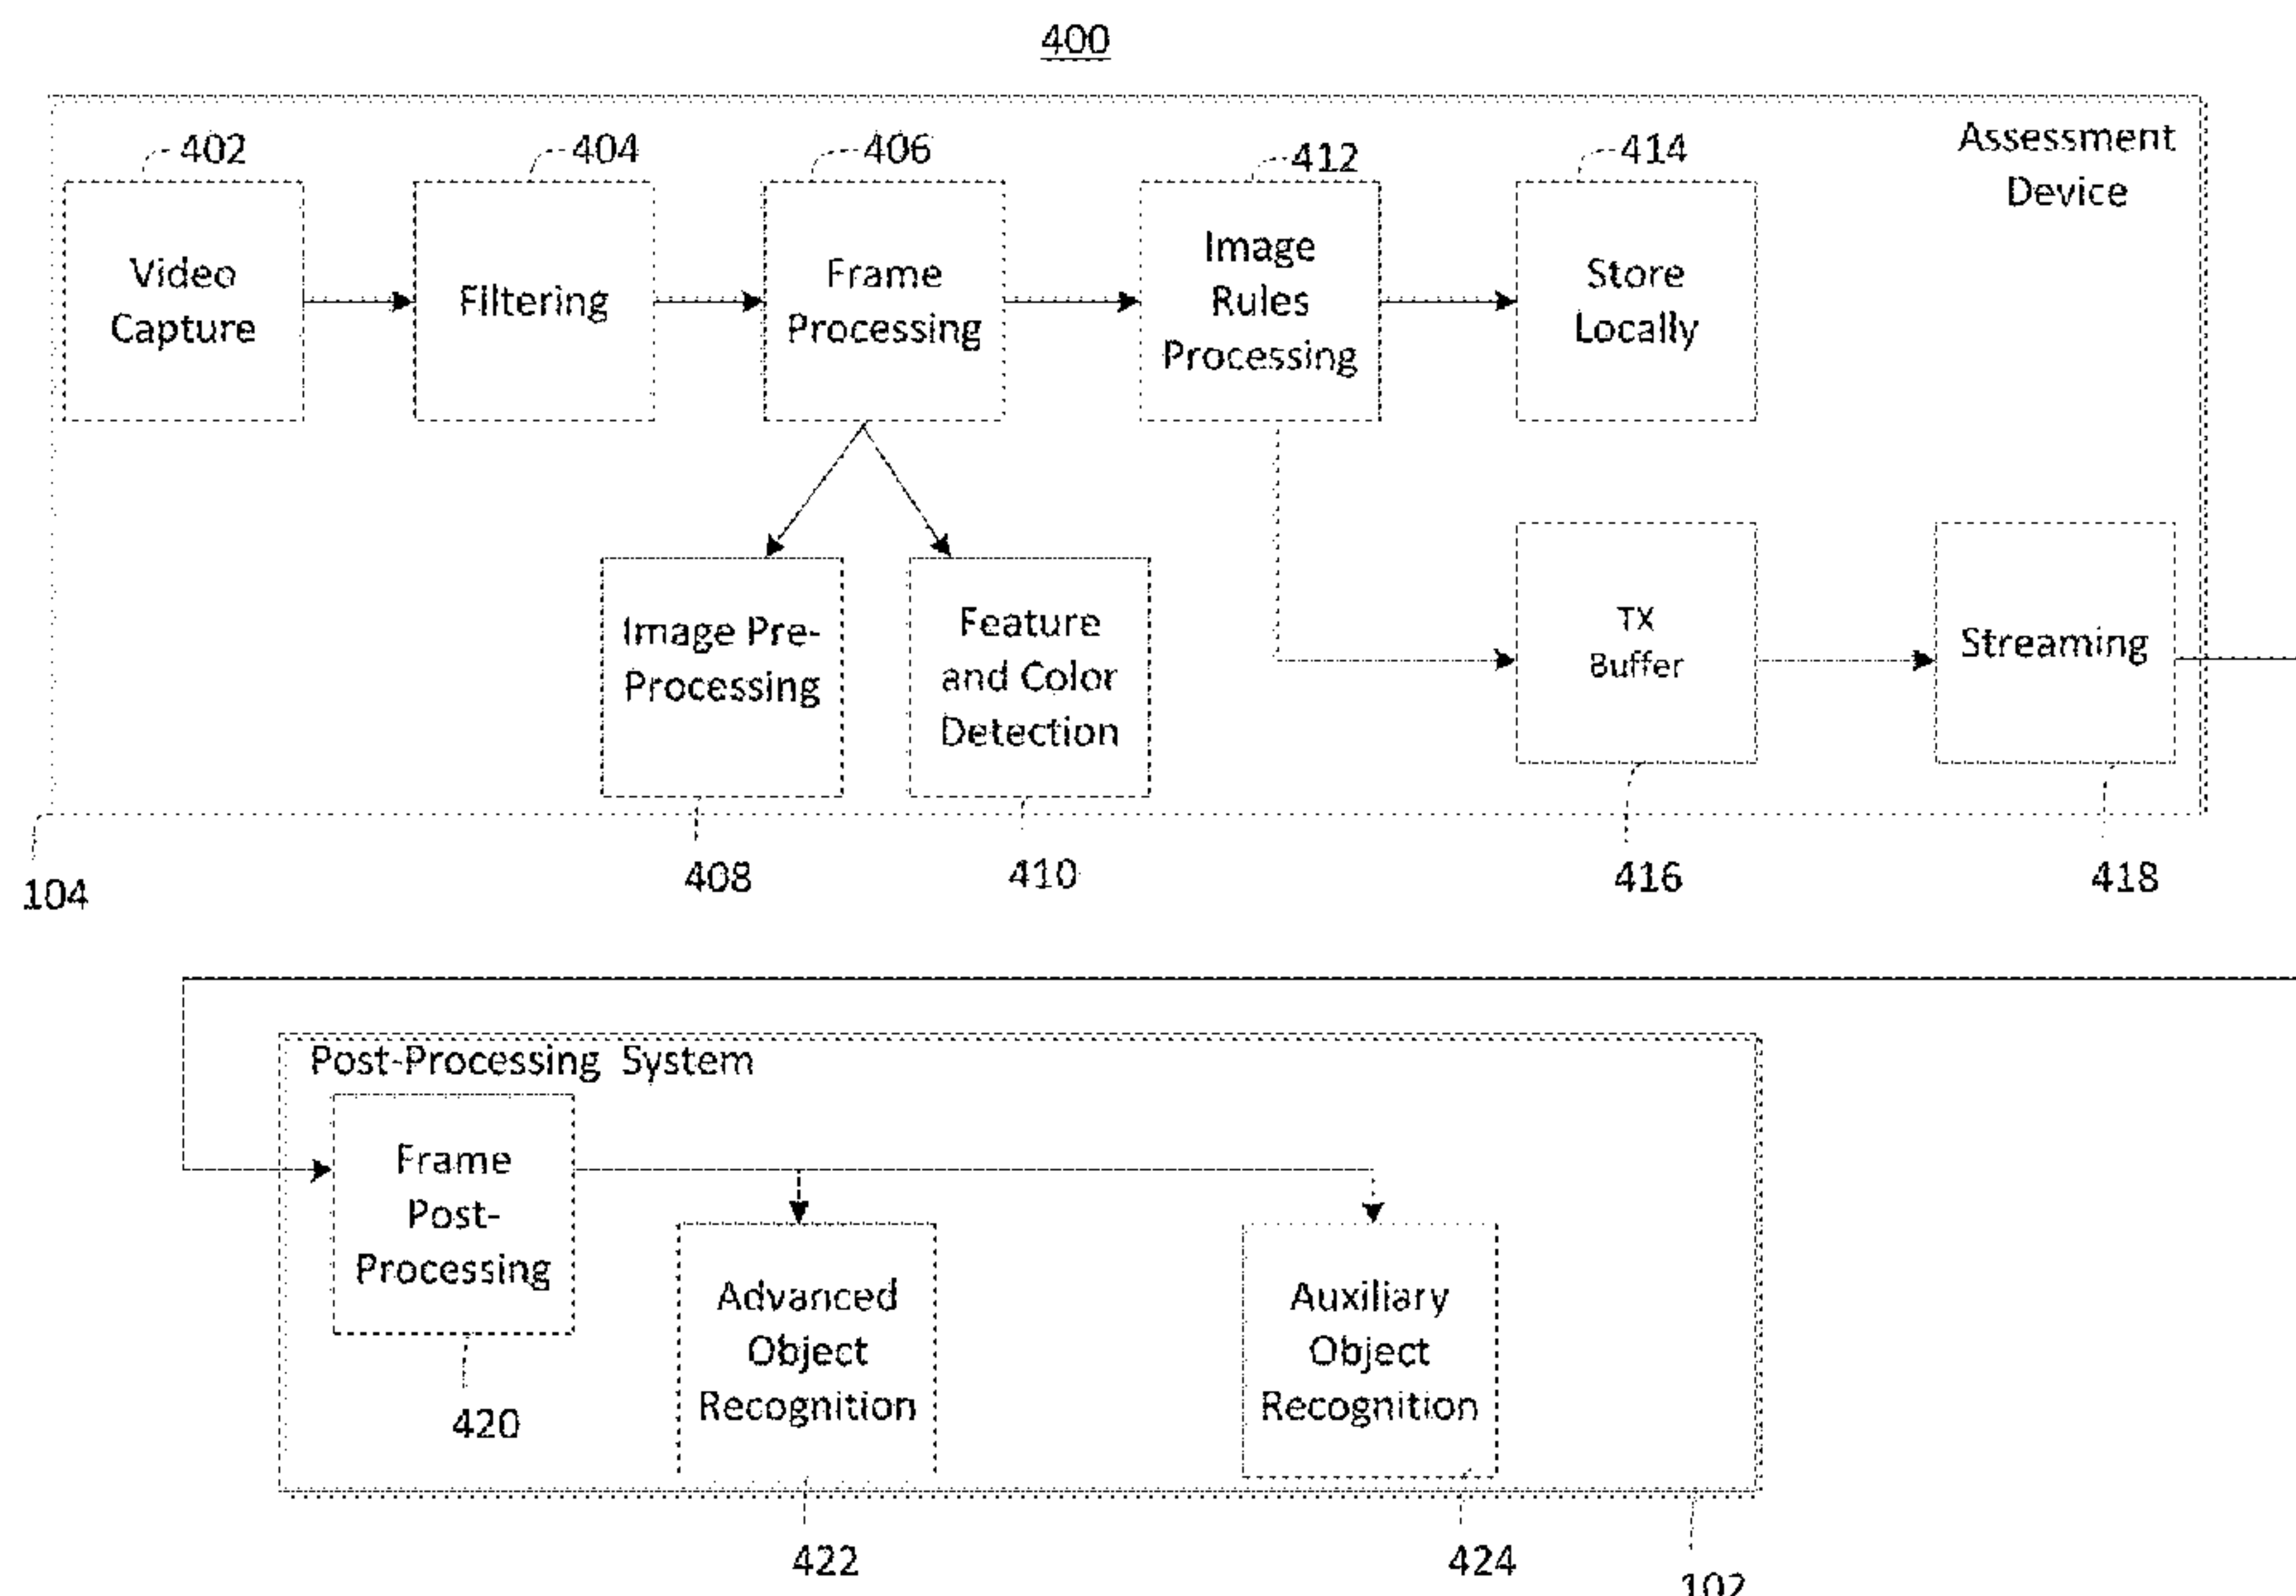 400
Assessment
Device
402
404
406
412
414
Video
Capture
Filtering
Frame
Processing
Image
Rules
Processing
Store
Locally
Image Pre-
Processing
Feature
and Color
Detection
TX
Buffer
Streaming
104
408
410
416
418
Post-Processing System
Frame
Post-
Processing
Advanced
Object
Recognition
Auxiliary
Object
Recognition
420
422
424
102